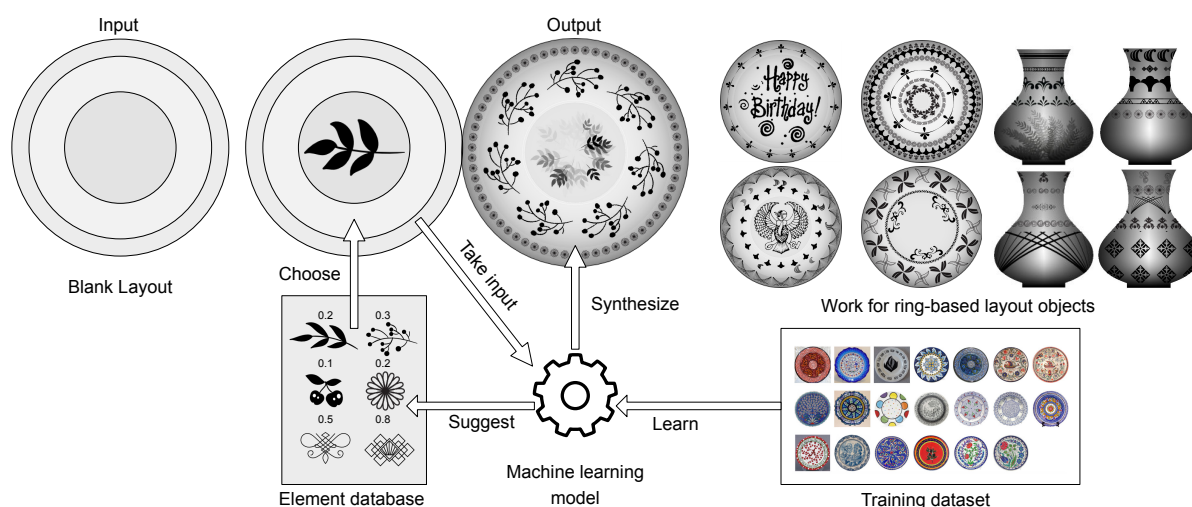 Input
Output
Happy
Birthday!
Choose
Take input
Blank Layout
Synthesize
Work for ring-based layout objects
0.2 0.3
0.1 0.2
0.5 0.8
Suggest
Learn
Machine learning
model
Element database
Training dataset